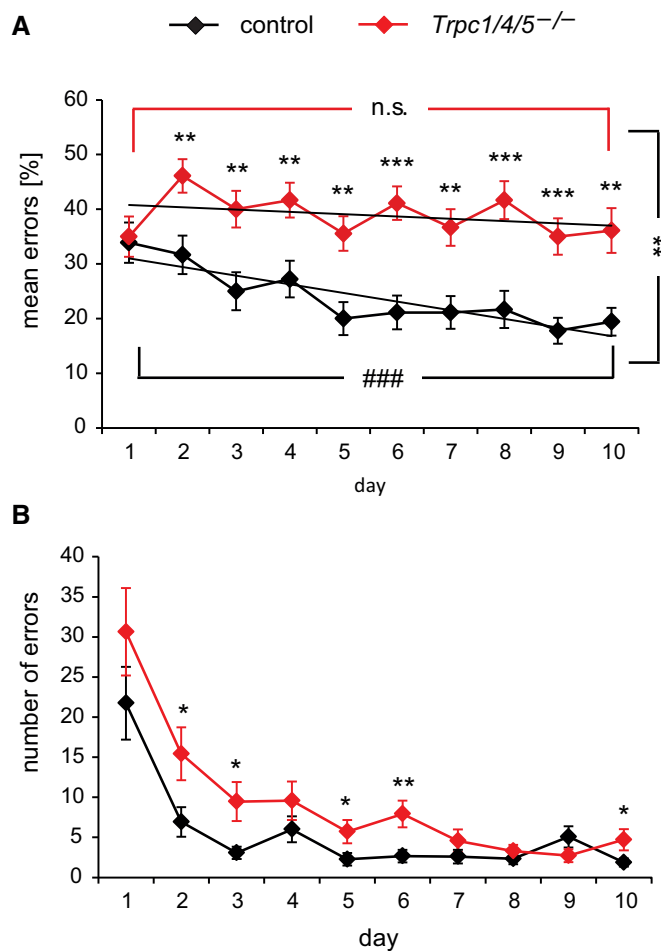 A
control Trpc1/4/5−/−
60
50
40
30
20
10
0
mean errors [%]
n.s.
** ** ** ** *** ** *** *** **
**
###
1 2 3 4 5 6 7 8 9 10
day
B
40
35
30
25
20
15
10
5
0
number of errors
* * * ** *
1 2 3 4 5 6 7 8 9 10
day